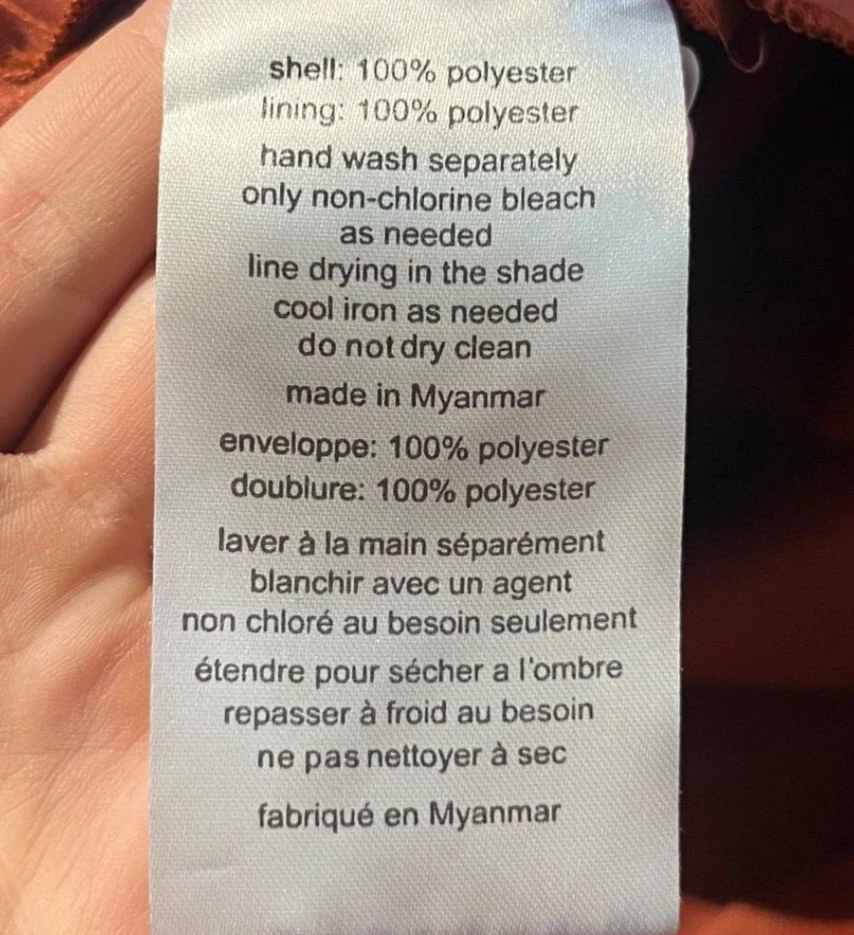 shell: 100% polyester
lining: 100% polyester
hand wash separately
only non-chlorine bleach
as needed
line drying in the shade
cool iron as needed
do not dry clean
made in Myanmar
enveloppe: 100% polyester
doublure: 100% polyester
laver à la main séparément
blanchir avec un agent
non chloré au besoin seulement
étendre pour sécher a l'ombre
repasser à froid au besoin
ne pas nettoyer à sec
fabriqué en Myanmar